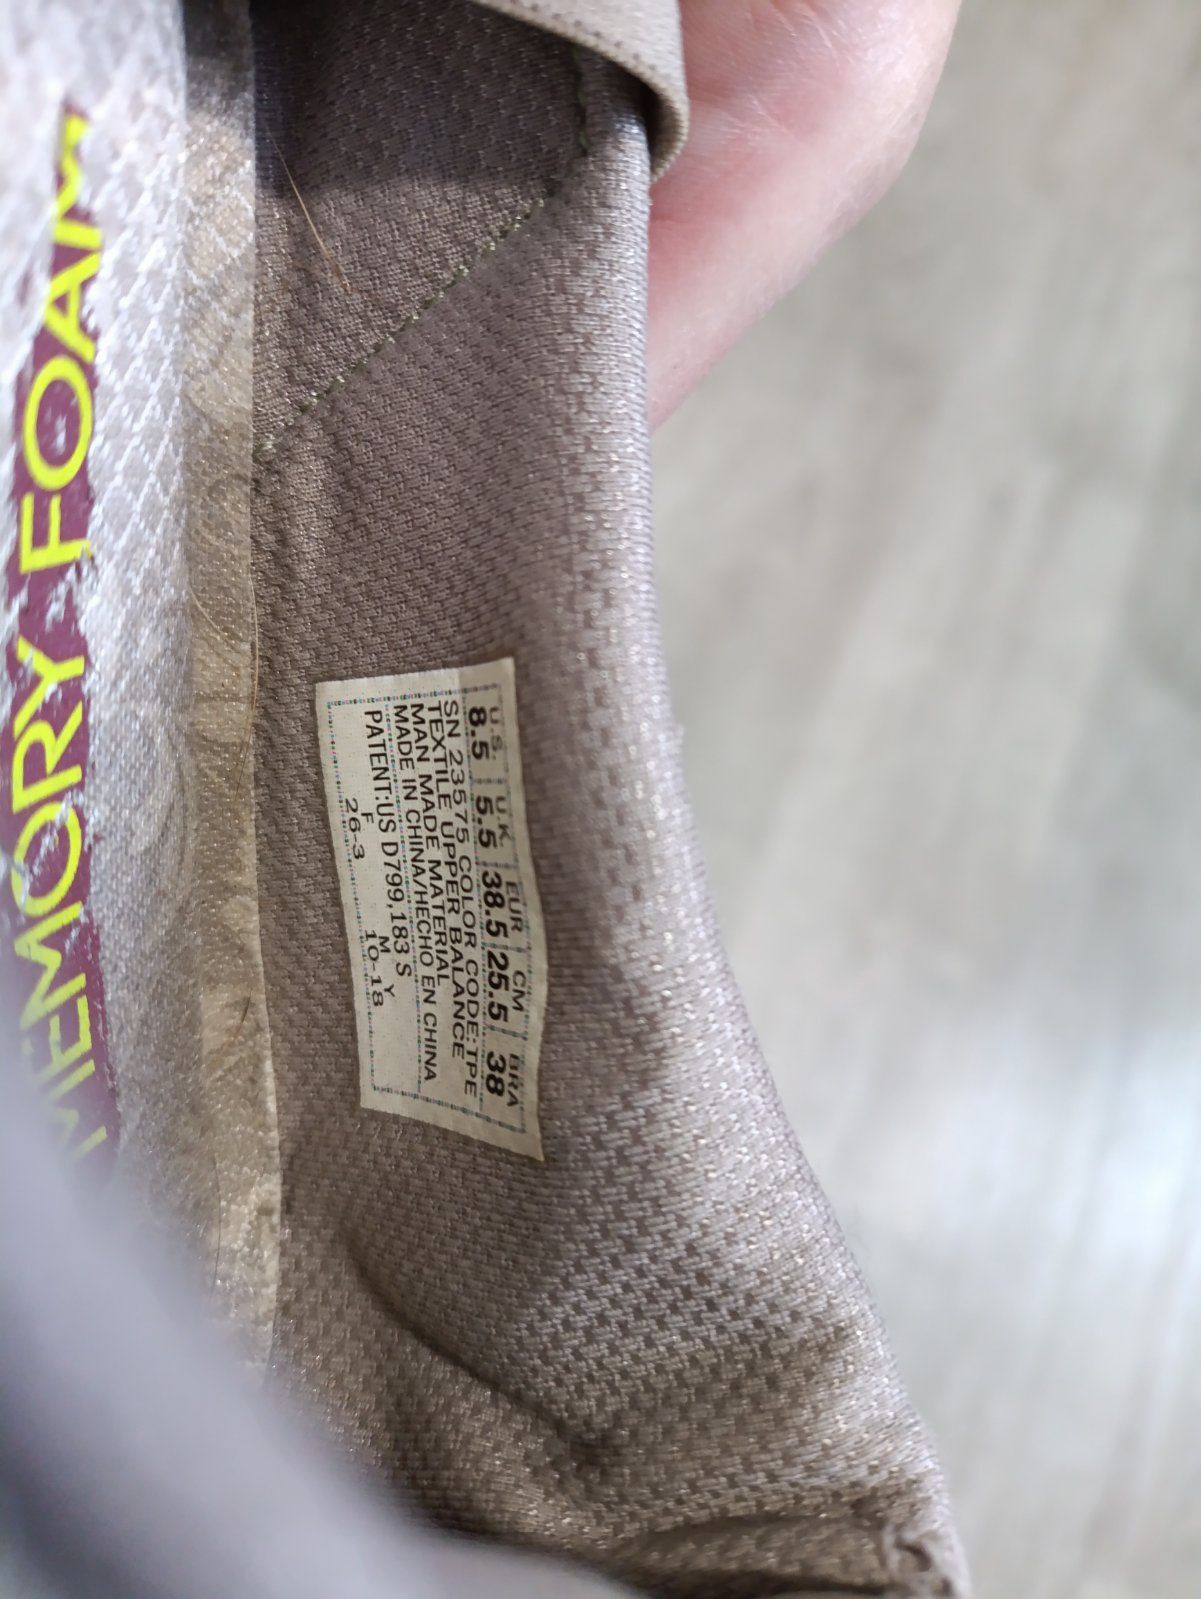 MEMORY FOAM
U.S. U.K. EUR CM BRA
8.5 5.5 38.5 25.5 38
SN 23575 COLOR CODE:TPE
TEXTILE UPPER BALANCE
MAN MADE MATERIAL
MADE IN CHINA/HECHO EN CHINA
PATENT:US D799,183 S
F M Y
26-3 10-18